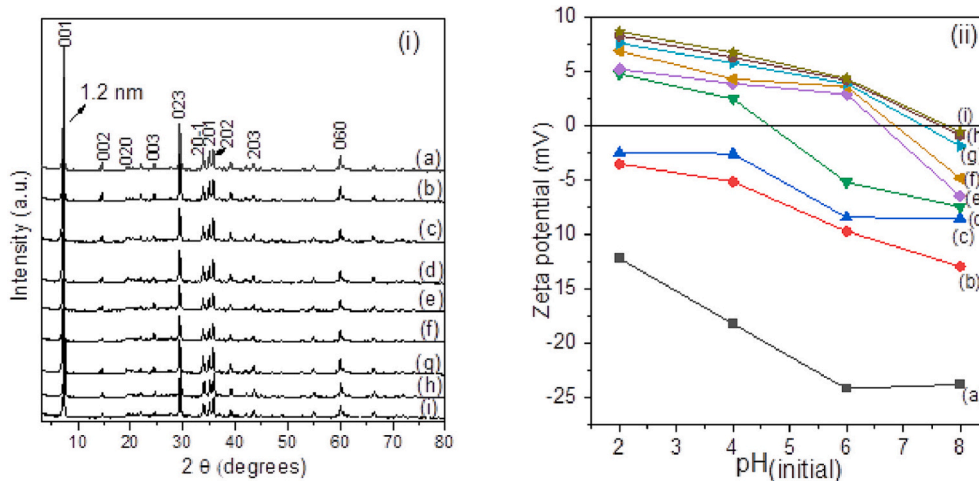 (i)
001
1.2 nm
002
020
003
023
20-1
201
202
203
060
(a)
(b)
(c)
(d)
(e)
(f)
(g)
(h)
(i)
Intensity (a.u.)
10 20 30 40 50 60 70 80
2 θ (degrees)
(ii)
10
5
0
-5
-10
-15
-20
-25
Zeta potential (mV)
(i)
(h
(g
(f)
(e
(d
(c)
(b)
(a
2 3 4 5 6 7 8
pH(initial)